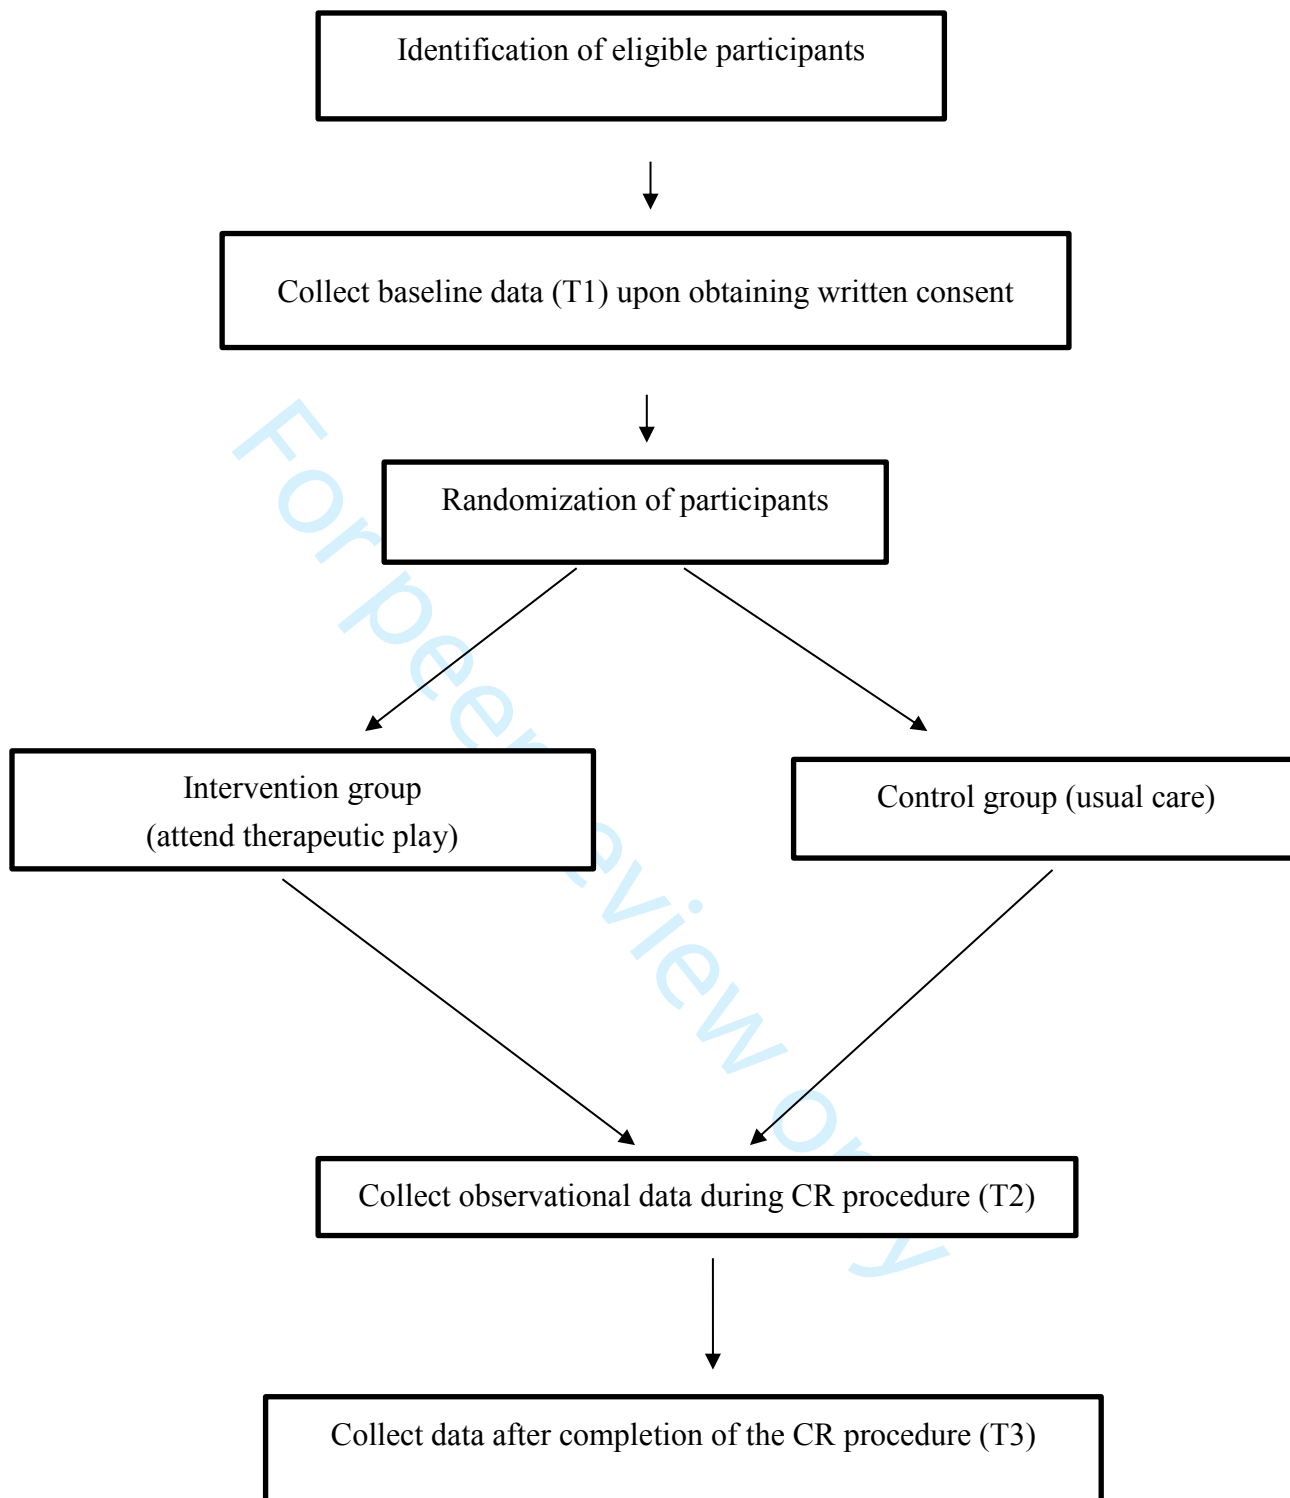 Identification of eligible participants
Collect baseline data (T1) upon obtaining written consent
Randomization of participants
Intervention group
(attend therapeutic play)
Control group (usual care)
Collect observational data during CR procedure (T2)
Collect data after completion of the CR procedure (T3)
For peer review only